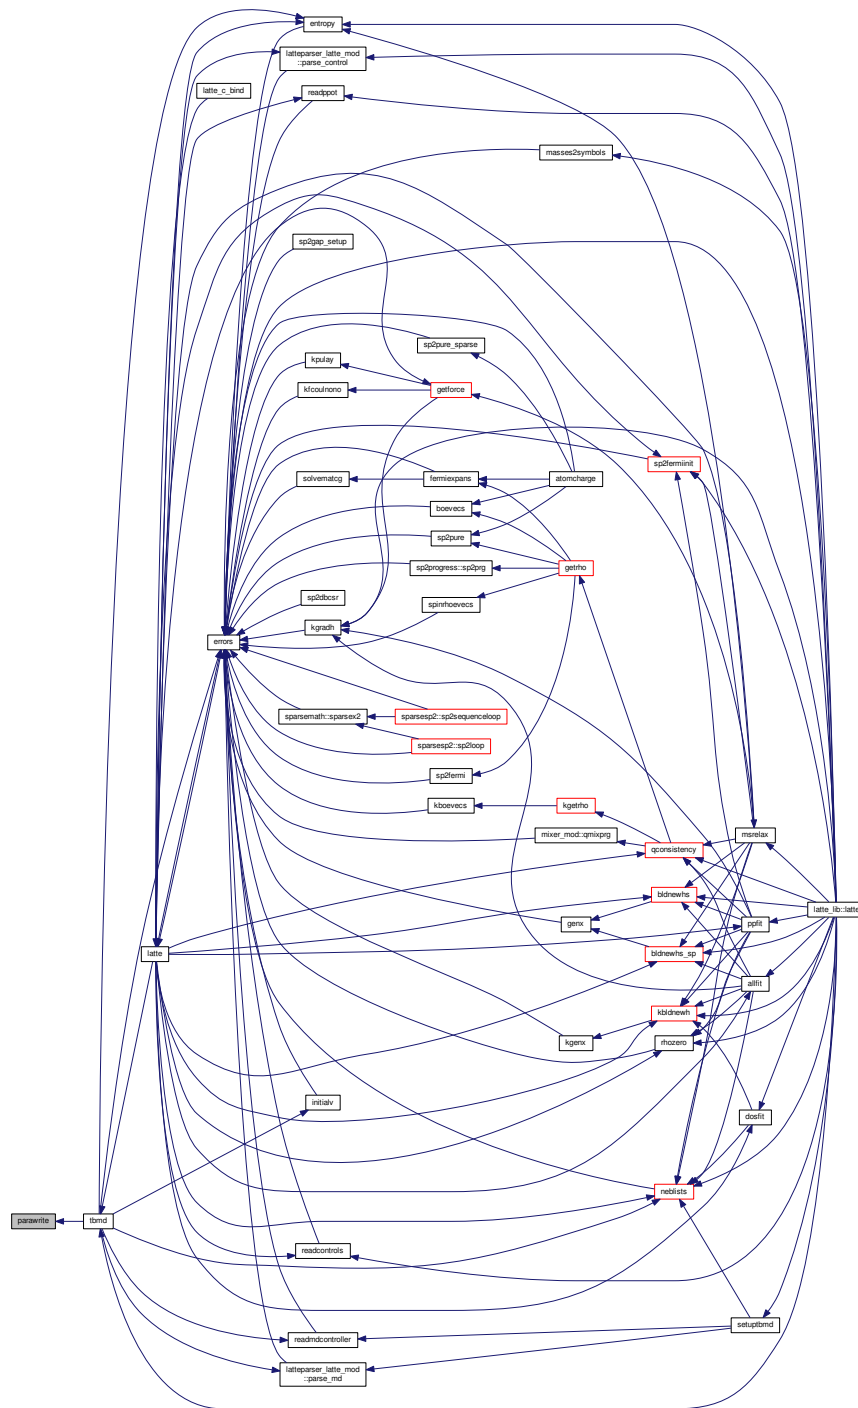 entropy
latteparser_latte_mod
::parse_control
latte_c_bind
readppot
masses2symbols
sp2gap_setup
sp2pure_sparse
kpulay
getforce
kfcoulnono
sp2fermiinit
solvematcg
fermiexpans
atomcharge
boevecs
sp2pure
sp2progress::sp2prg
getrho
sp2dbcsr
spinrhoevecs
kgradh
errors
sparsemath::sparsex2
sparsesp2::sp2sequenceloop
sparsesp2::sp2loop
sp2fermi
kboevecs
kgetrho
mixer_mod::qmixprg
msrelax
qconsistency
bldnewhs
latte_lib::latte
genx
ppfit
latte
bldnewhs_sp
allfit
kbldnewh
kgenx
rhozero
initialv
dosfit
neblists
parawrite
tbmd
readcontrols
setuptbmd
readmdcontroller
latteparser_latte_mod
::parse_md